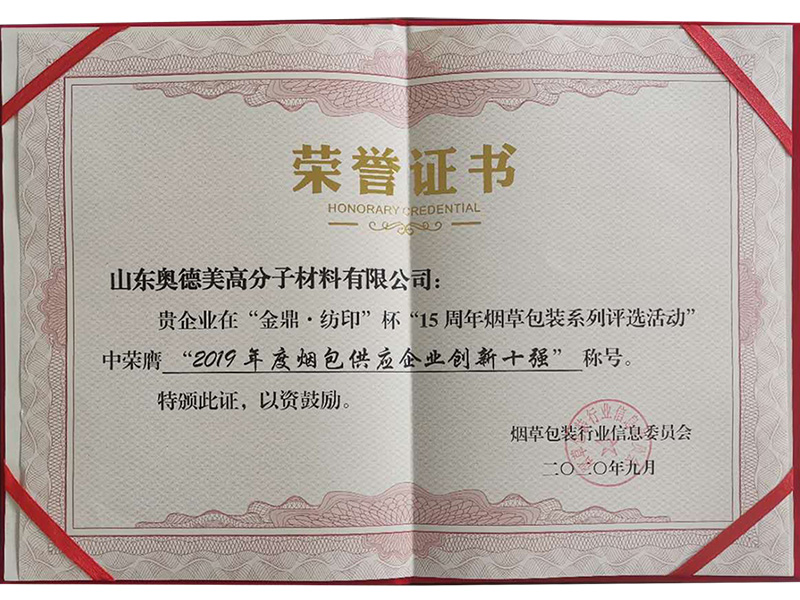 荣誉证书
HONORARY CREDENTIAL
山东奥德美高分子材料有限公司：
贵企业在“金鼎·纺印”杯“15周年烟草包装系列评选活动”
中荣膺“2019年度烟包供应企业创新十强”称号。
特颁此证，以资鼓励。
烟草包装行业信息委员会
二〇二〇年九月